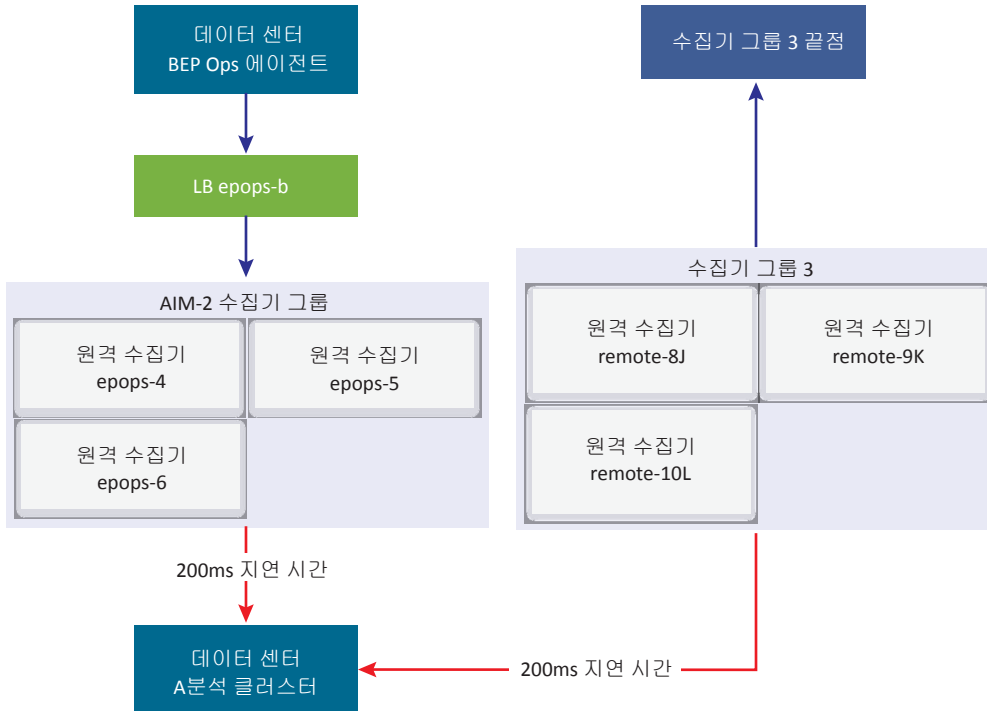 데이터 센터
BEP Ops 에이전트
LB epops-b
AIM-2 수집기 그룹
원격 수집기
epops-4
원격 수집기
epops-5
원격 수집기
epops-6
200ms 지연 시간
데이터 센터
A분석 클러스터
수집기 그룹 3 끝점
수집기 그룹 3
원격 수집기
remote-8J
원격 수집기
remote-9K
원격 수집기
remote-10L
200ms 지연 시간